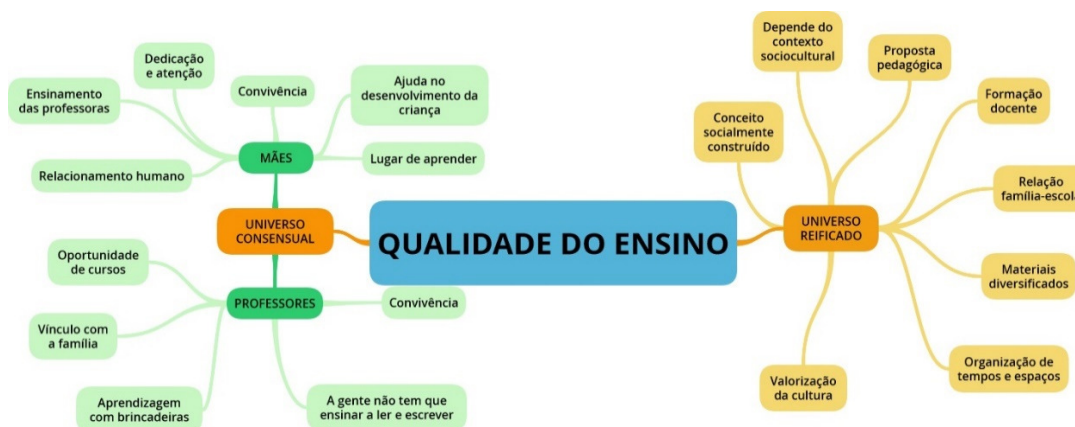 Dedicação
e atenção
Ensinamento
das professoras
Convivência
Ajuda no
desenvolvimento da
criança
MÃES
Lugar de aprender
Relacionamento humano
UNIVERSO
CONSENSUAL
Oportunidade
de cursos
PROFESSORES
Convivência
Vínculo com
a família
Aprendizagem
com brincadeiras
A gente não tem que
ensinar a ler e escrever
QUALIDADE DO ENSINO
Depende do
contexto
sociocultural
Proposta
pedagógica
Formação
docente
Conceito
socialmente
construído
Relação
família-escola
UNIVERSO
REIFICADO
Materiais
diversificados
Organização de
tempos e espaços
Valorização
da cultura